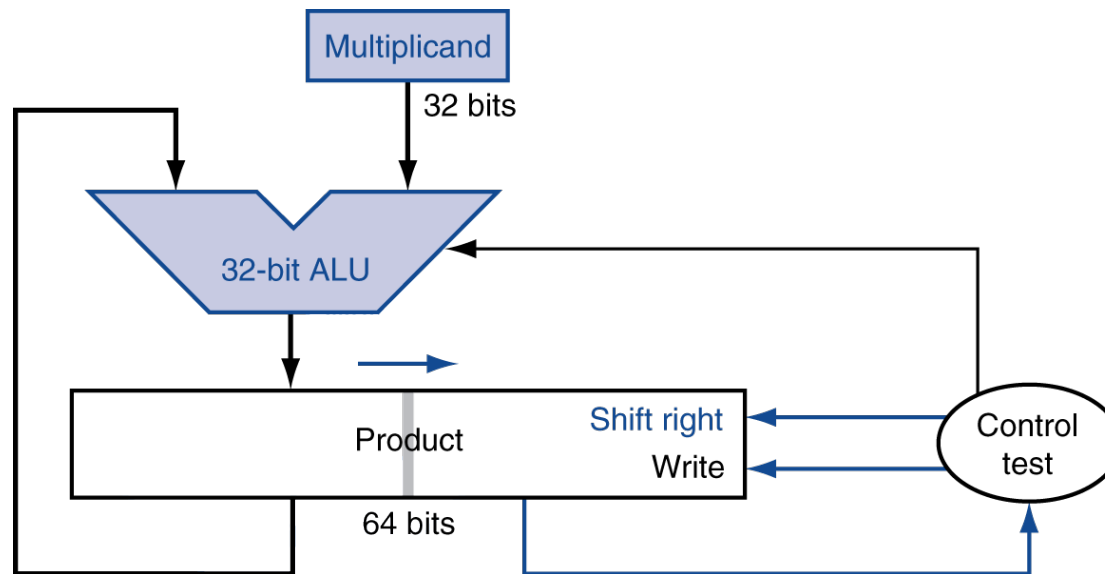 Multiplicand
32 bits
32-bit ALU
Shift right
Product
Write
64 bits
Control
test